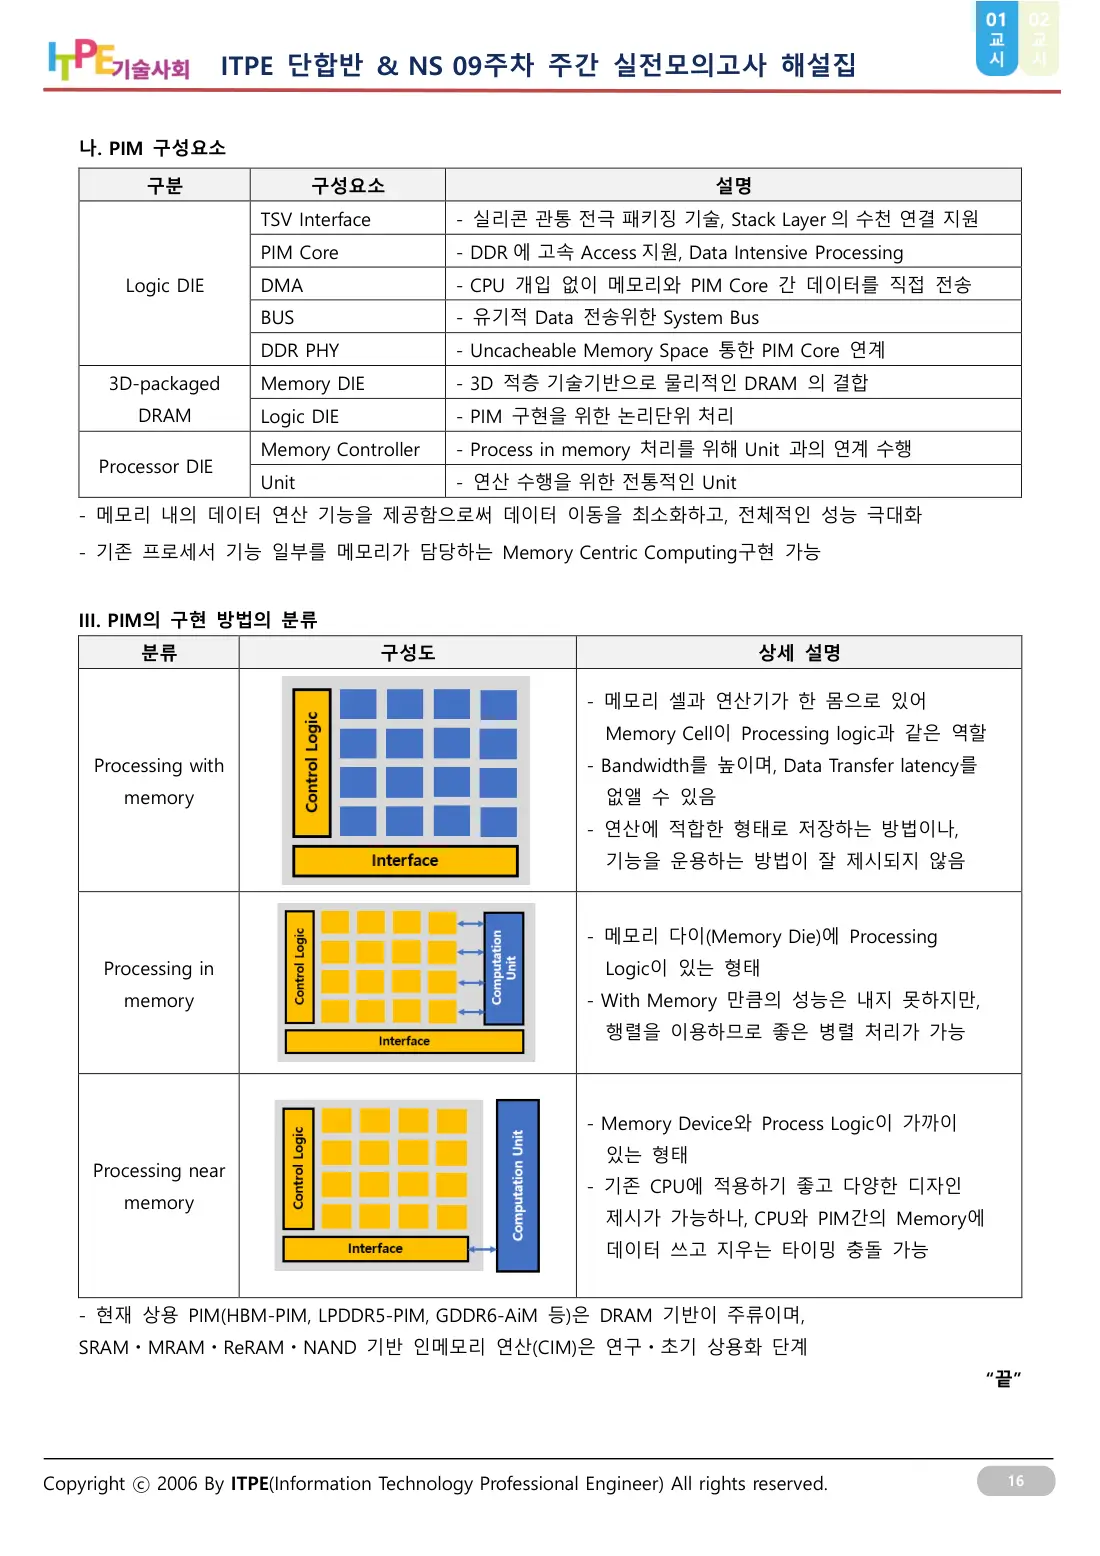 ITPE기술사회 ITPE 단합반 & NS 09주차 주간 실전모의고사 해설집
01 교 시
02 교 시
나. PIM 구성요소
구분 구성요소 설명
Logic DIE
TSV Interface - 실리콘 관통 전극 패키징 기술, Stack Layer 의 수천 연결 지원
PIM Core - DDR 에 고속 Access 지원, Data Intensive Processing
DMA - CPU 개입 없이 메모리와 PIM Core 간 데이터를 직접 전송
BUS - 유기적 Data 전송위한 System Bus
DDR PHY - Uncacheable Memory Space 통한 PIM Core 연계
3D-packaged
DRAM
Memory DIE - 3D 적층 기술기반으로 물리적인 DRAM 의 결합
Logic DIE - PIM 구현을 위한 논리단위 처리
Processor DIE
Memory Controller - Process in memory 처리를 위해 Unit 과의 연계 수행
Unit - 연산 수행을 위한 전통적인 Unit
- 메모리 내의 데이터 연산 기능을 제공함으로써 데이터 이동을 최소화하고, 전체적인 성능 극대화
- 기존 프로세서 기능 일부를 메모리가 담당하는 Memory Centric Computing구현 가능
III. PIM의 구현 방법의 분류
분류 구성도 상세 설명
Processing with
memory
Control Logic
Interface
- 메모리 셀과 연산기가 한 몸으로 있어
Memory Cell이 Processing logic과 같은 역할
- Bandwidth를 높이며, Data Transfer latency를
없앨 수 있음
- 연산에 적합한 형태로 저장하는 방법이나,
기능을 운용하는 방법이 잘 제시되지 않음
Processing in
memory
Control Logic
Computation
Unit
Interface
- 메모리 다이(Memory Die)에 Processing
Logic이 있는 형태
- With Memory 만큼의 성능은 내지 못하지만,
행렬을 이용하므로 좋은 병렬 처리가 가능
Processing near
memory
Control Logic
Computation Unit
Interface
- Memory Device와 Process Logic이 가까이
있는 형태
- 기존 CPU에 적용하기 좋고 다양한 디자인
제시가 가능하나, CPU와 PIM간의 Memory에
데이터 쓰고 지우는 타이밍 충돌 가능
- 현재 상용 PIM(HBM-PIM, LPDDR5-PIM, GDDR6-AiM 등)은 DRAM 기반이 주류이며,
SRAM・MRAM・ReRAM・NAND 기반 인메모리 연산(CIM)은 연구・초기 상용화 단계
“끝”
Copyright ⓒ 2006 By ITPE(Information Technology Professional Engineer) All rights reserved.
16